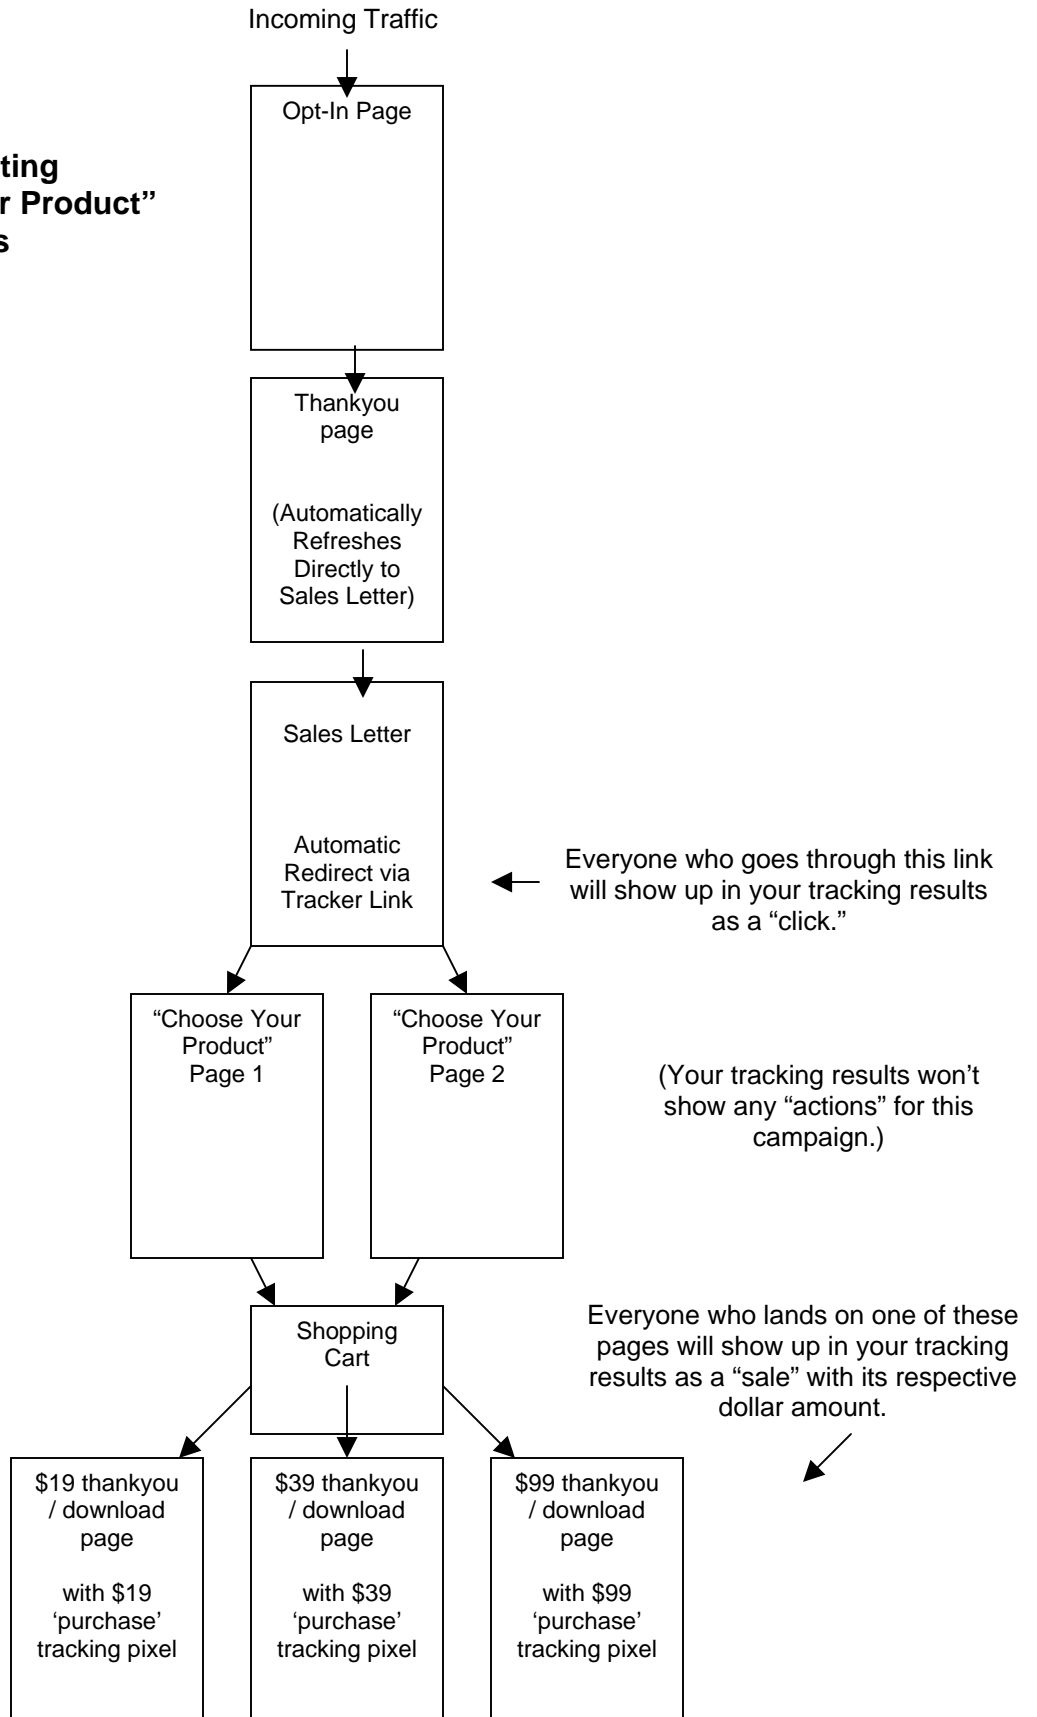 Incoming Traffic
Opt-In Page
ting
r Product”
s
Thankyou
page
(Automatically
Refreshes
Directly to
Sales Letter)
Sales Letter
Automatic
Redirect via
Tracker Link
Everyone who goes through this link
will show up in your tracking results
as a “click.”
“Choose Your
Product”
Page 1
“Choose Your
Product”
Page 2
(Your tracking results won’t
show any “actions” for this
campaign.)
Shopping
Cart
Everyone who lands on one of these
pages will show up in your tracking
results as a “sale” with its respective
dollar amount.
$19 thankyou
/ download
page
with $19
‘purchase’
tracking pixel
$39 thankyou
/ download
page
with $39
‘purchase’
tracking pixel
$99 thankyou
/ download
page
with $99
‘purchase’
tracking pixel